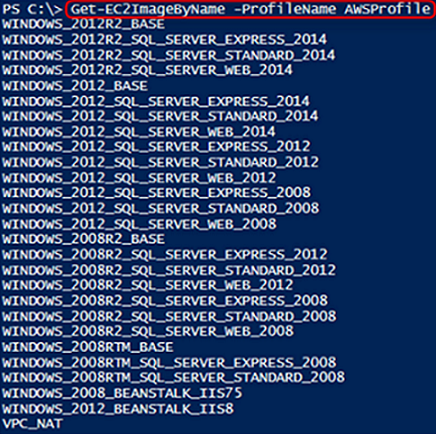 PS C:\> Get-EC2ImageByName -ProfileName AWSProfile
WINDOWS_2012R2_BASE
WINDOWS_2012R2_SQL_SERVER_EXPRESS_2014
WINDOWS_2012R2_SQL_SERVER_STANDARD_2014
WINDOWS_2012R2_SQL_SERVER_WEB_2014
WINDOWS_2012_BASE
WINDOWS_2012_SQL_SERVER_EXPRESS_2014
WINDOWS_2012_SQL_SERVER_STANDARD_2014
WINDOWS_2012_SQL_SERVER_WEB_2014
WINDOWS_2012_SQL_SERVER_EXPRESS_2012
WINDOWS_2012_SQL_SERVER_STANDARD_2012
WINDOWS_2012_SQL_SERVER_WEB_2012
WINDOWS_2012_SQL_SERVER_EXPRESS_2008
WINDOWS_2012_SQL_SERVER_STANDARD_2008
WINDOWS_2012_SQL_SERVER_WEB_2008
WINDOWS_2008R2_BASE
WINDOWS_2008R2_SQL_SERVER_EXPRESS_2012
WINDOWS_2008R2_SQL_SERVER_STANDARD_2012
WINDOWS_2008R2_SQL_SERVER_WEB_2012
WINDOWS_2008R2_SQL_SERVER_EXPRESS_2008
WINDOWS_2008R2_SQL_SERVER_STANDARD_2008
WINDOWS_2008R2_SQL_SERVER_WEB_2008
WINDOWS_2008RTM_BASE
WINDOWS_2008RTM_SQL_SERVER_EXPRESS_2008
WINDOWS_2008RTM_SQL_SERVER_STANDARD_2008
WINDOWS_2008_BEANSTALK_IIS75
WINDOWS_2012_BEANSTALK_IIS8
VPC_NAT